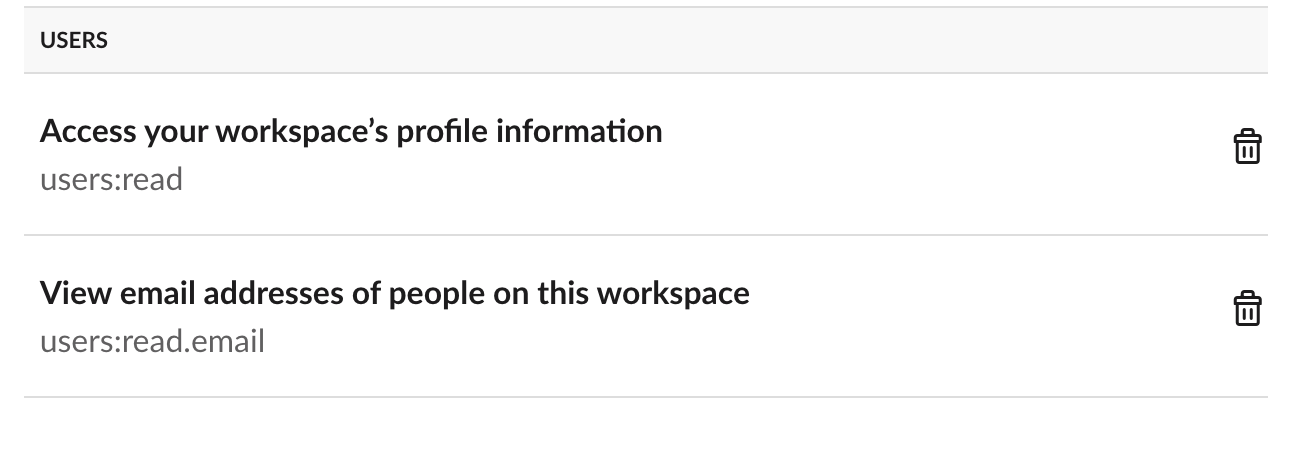 USERS
Access your workspace’s profile information
users:read
View email addresses of people on this workspace
users:read.email